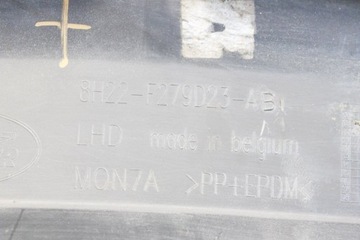 R
8H22-F279D23-AB
LHD made in belgium
MON7A >PP+EPDM